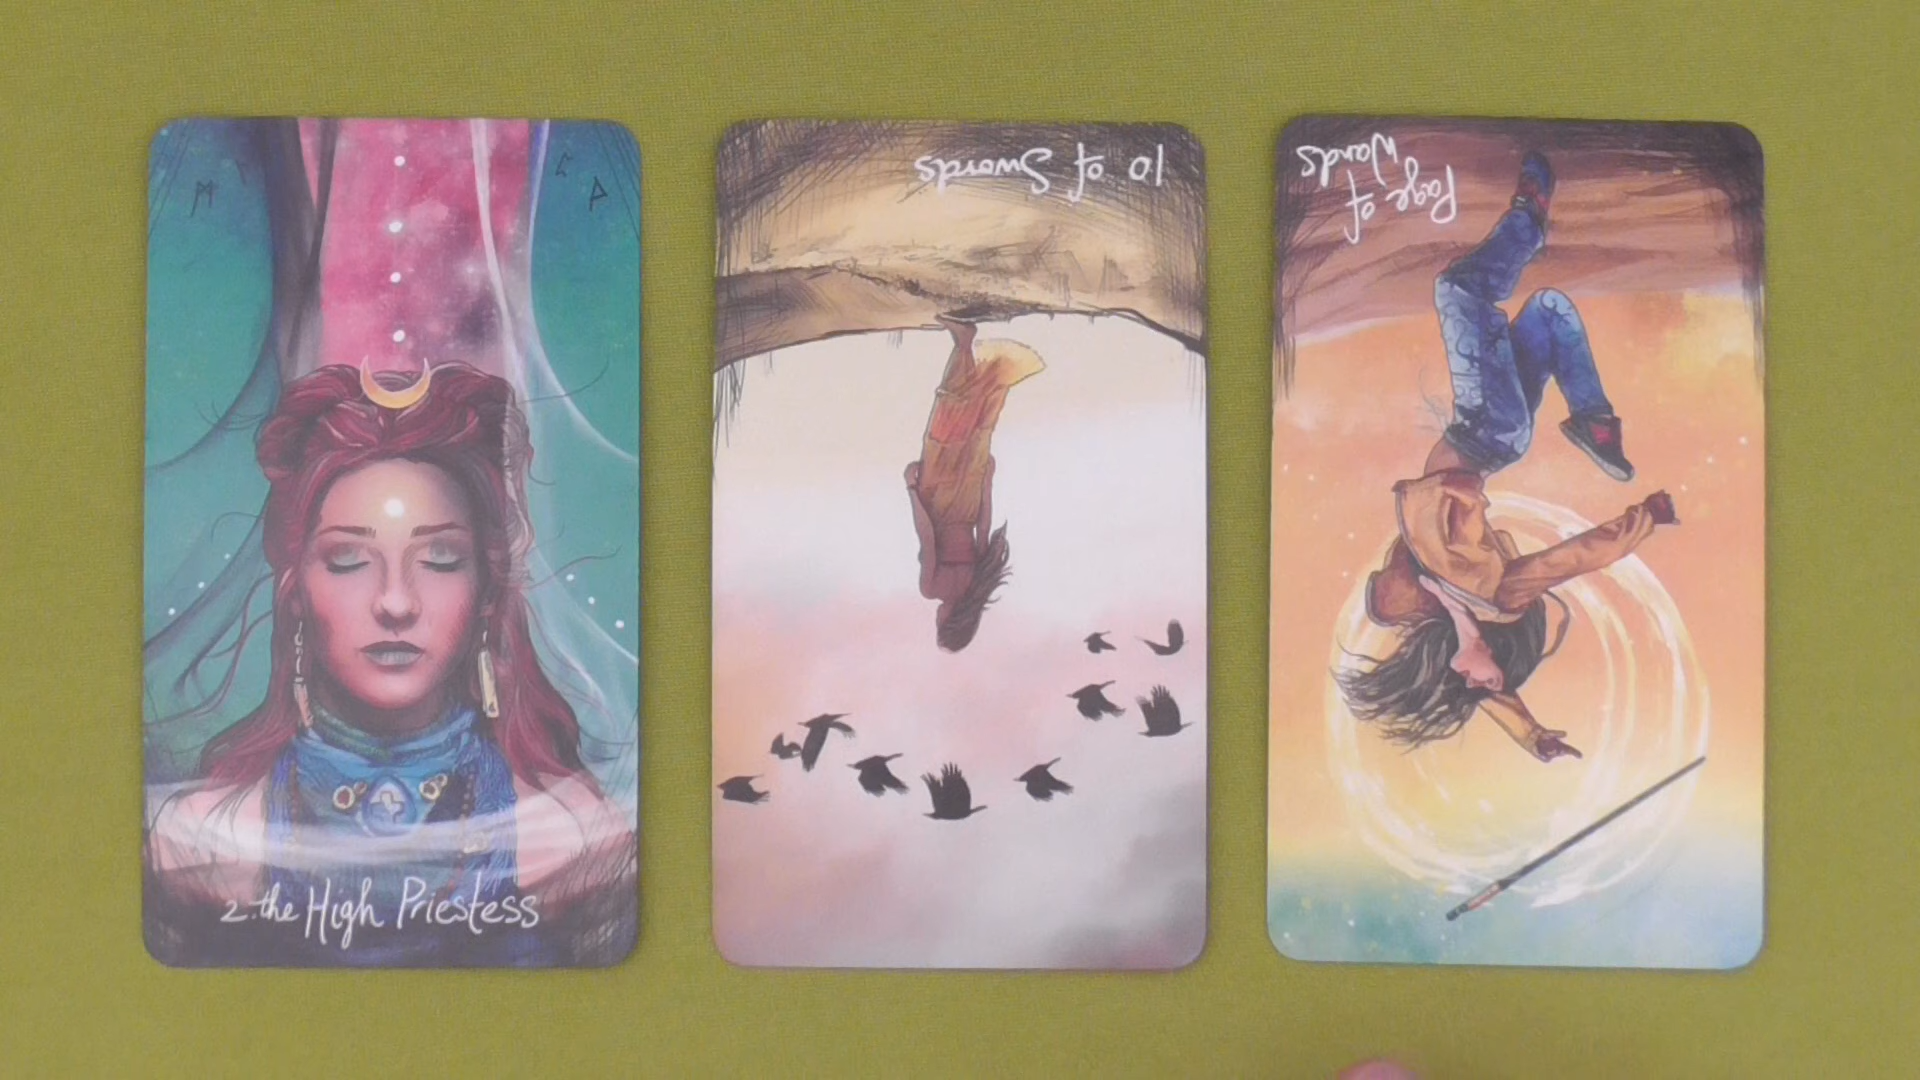 2. the High Priestess
10 of Swords
Page of
Wands